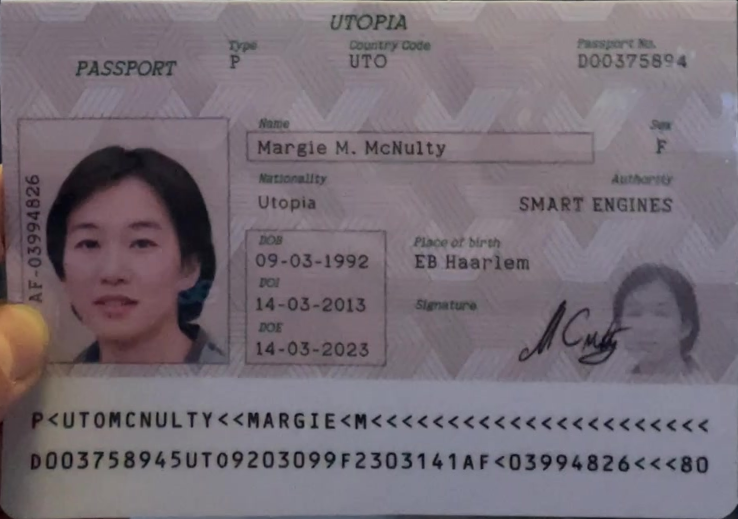 UTOPIA
PASSPORT
Type
P
Country Code
UTO
Passport No.
D00375894
Name
Margie M. McNulty
Sex
F
Nationality
Utopia
Authority
SMART ENGINES
AF-03994826
DOB
09-03-1992
DOI
14-03-2013
DOE
14-03-2023
Place of birth
EB Haarlem
Signature
McNulty
P<UTOMCNULTY<<MARGIE<M<<<<<<<<<<<<<<<<<<<<<<
D003758945UTO9203099F2303141AF<03994826<<<80